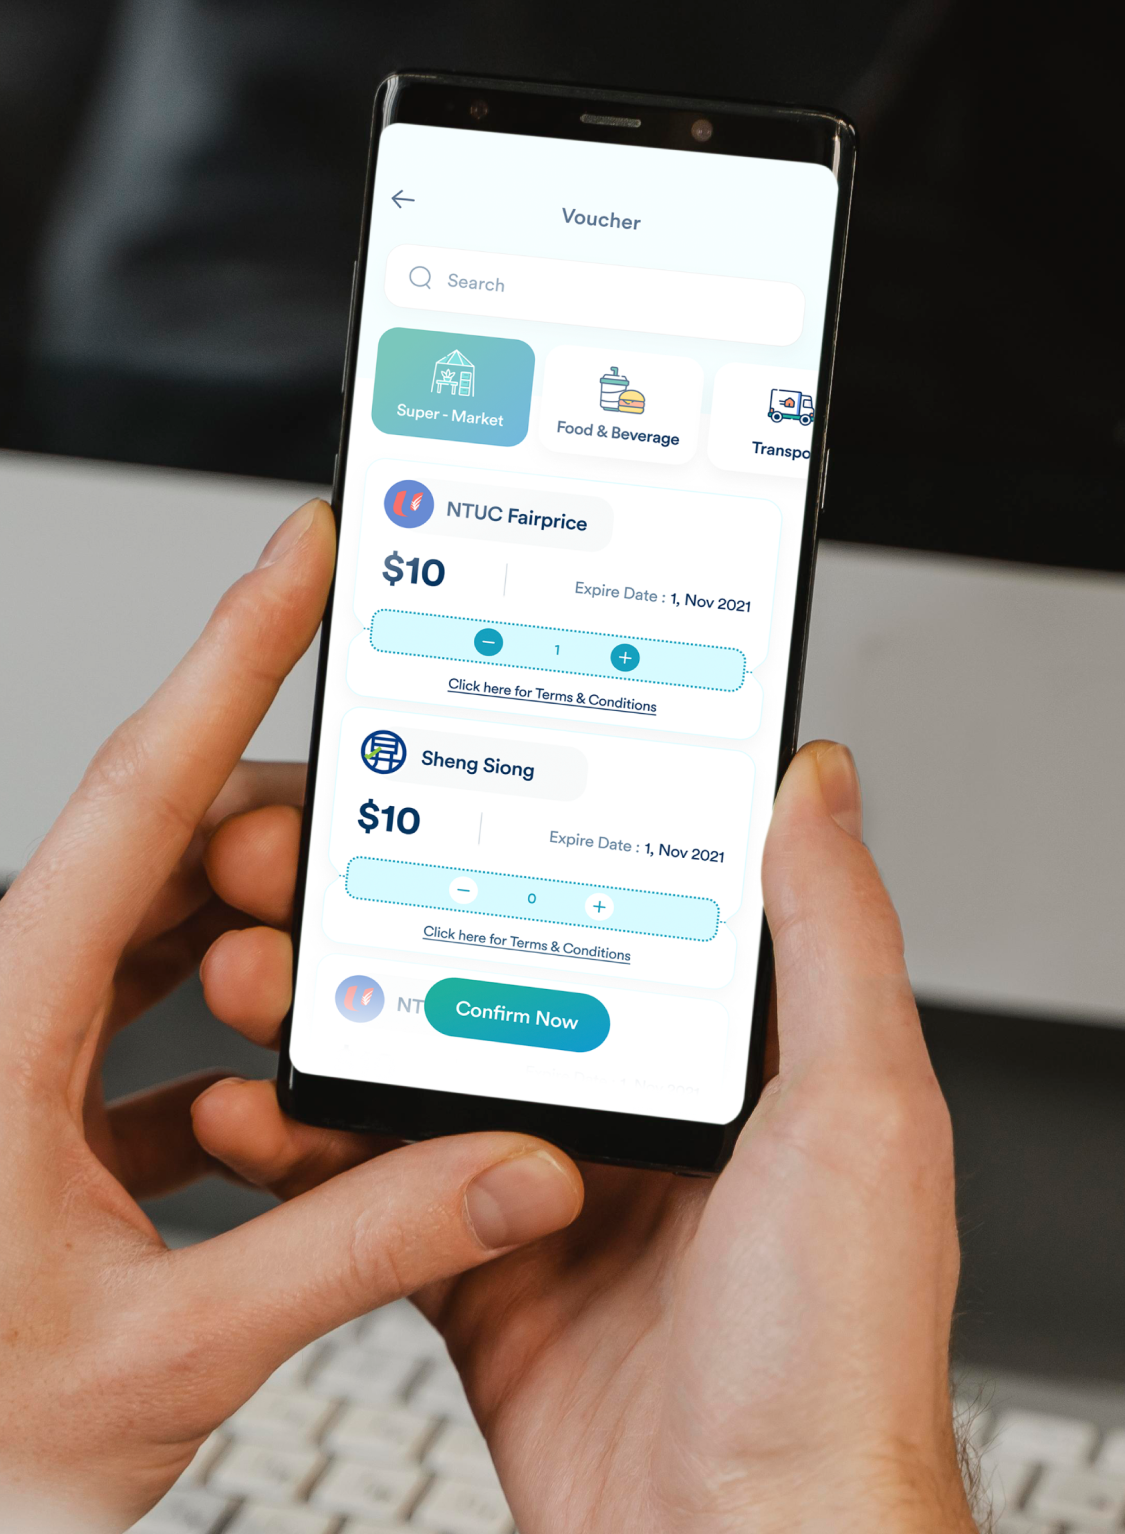 Voucher
Search
Super - Market
Food & Beverage
Transpo
NTUC Fairprice
$10
Expire Date : 1, Nov 2021
1
Click here for Terms & Conditions
Sheng Siong
$10
Expire Date : 1, Nov 2021
0
Click here for Terms & Conditions
NT
Confirm Now